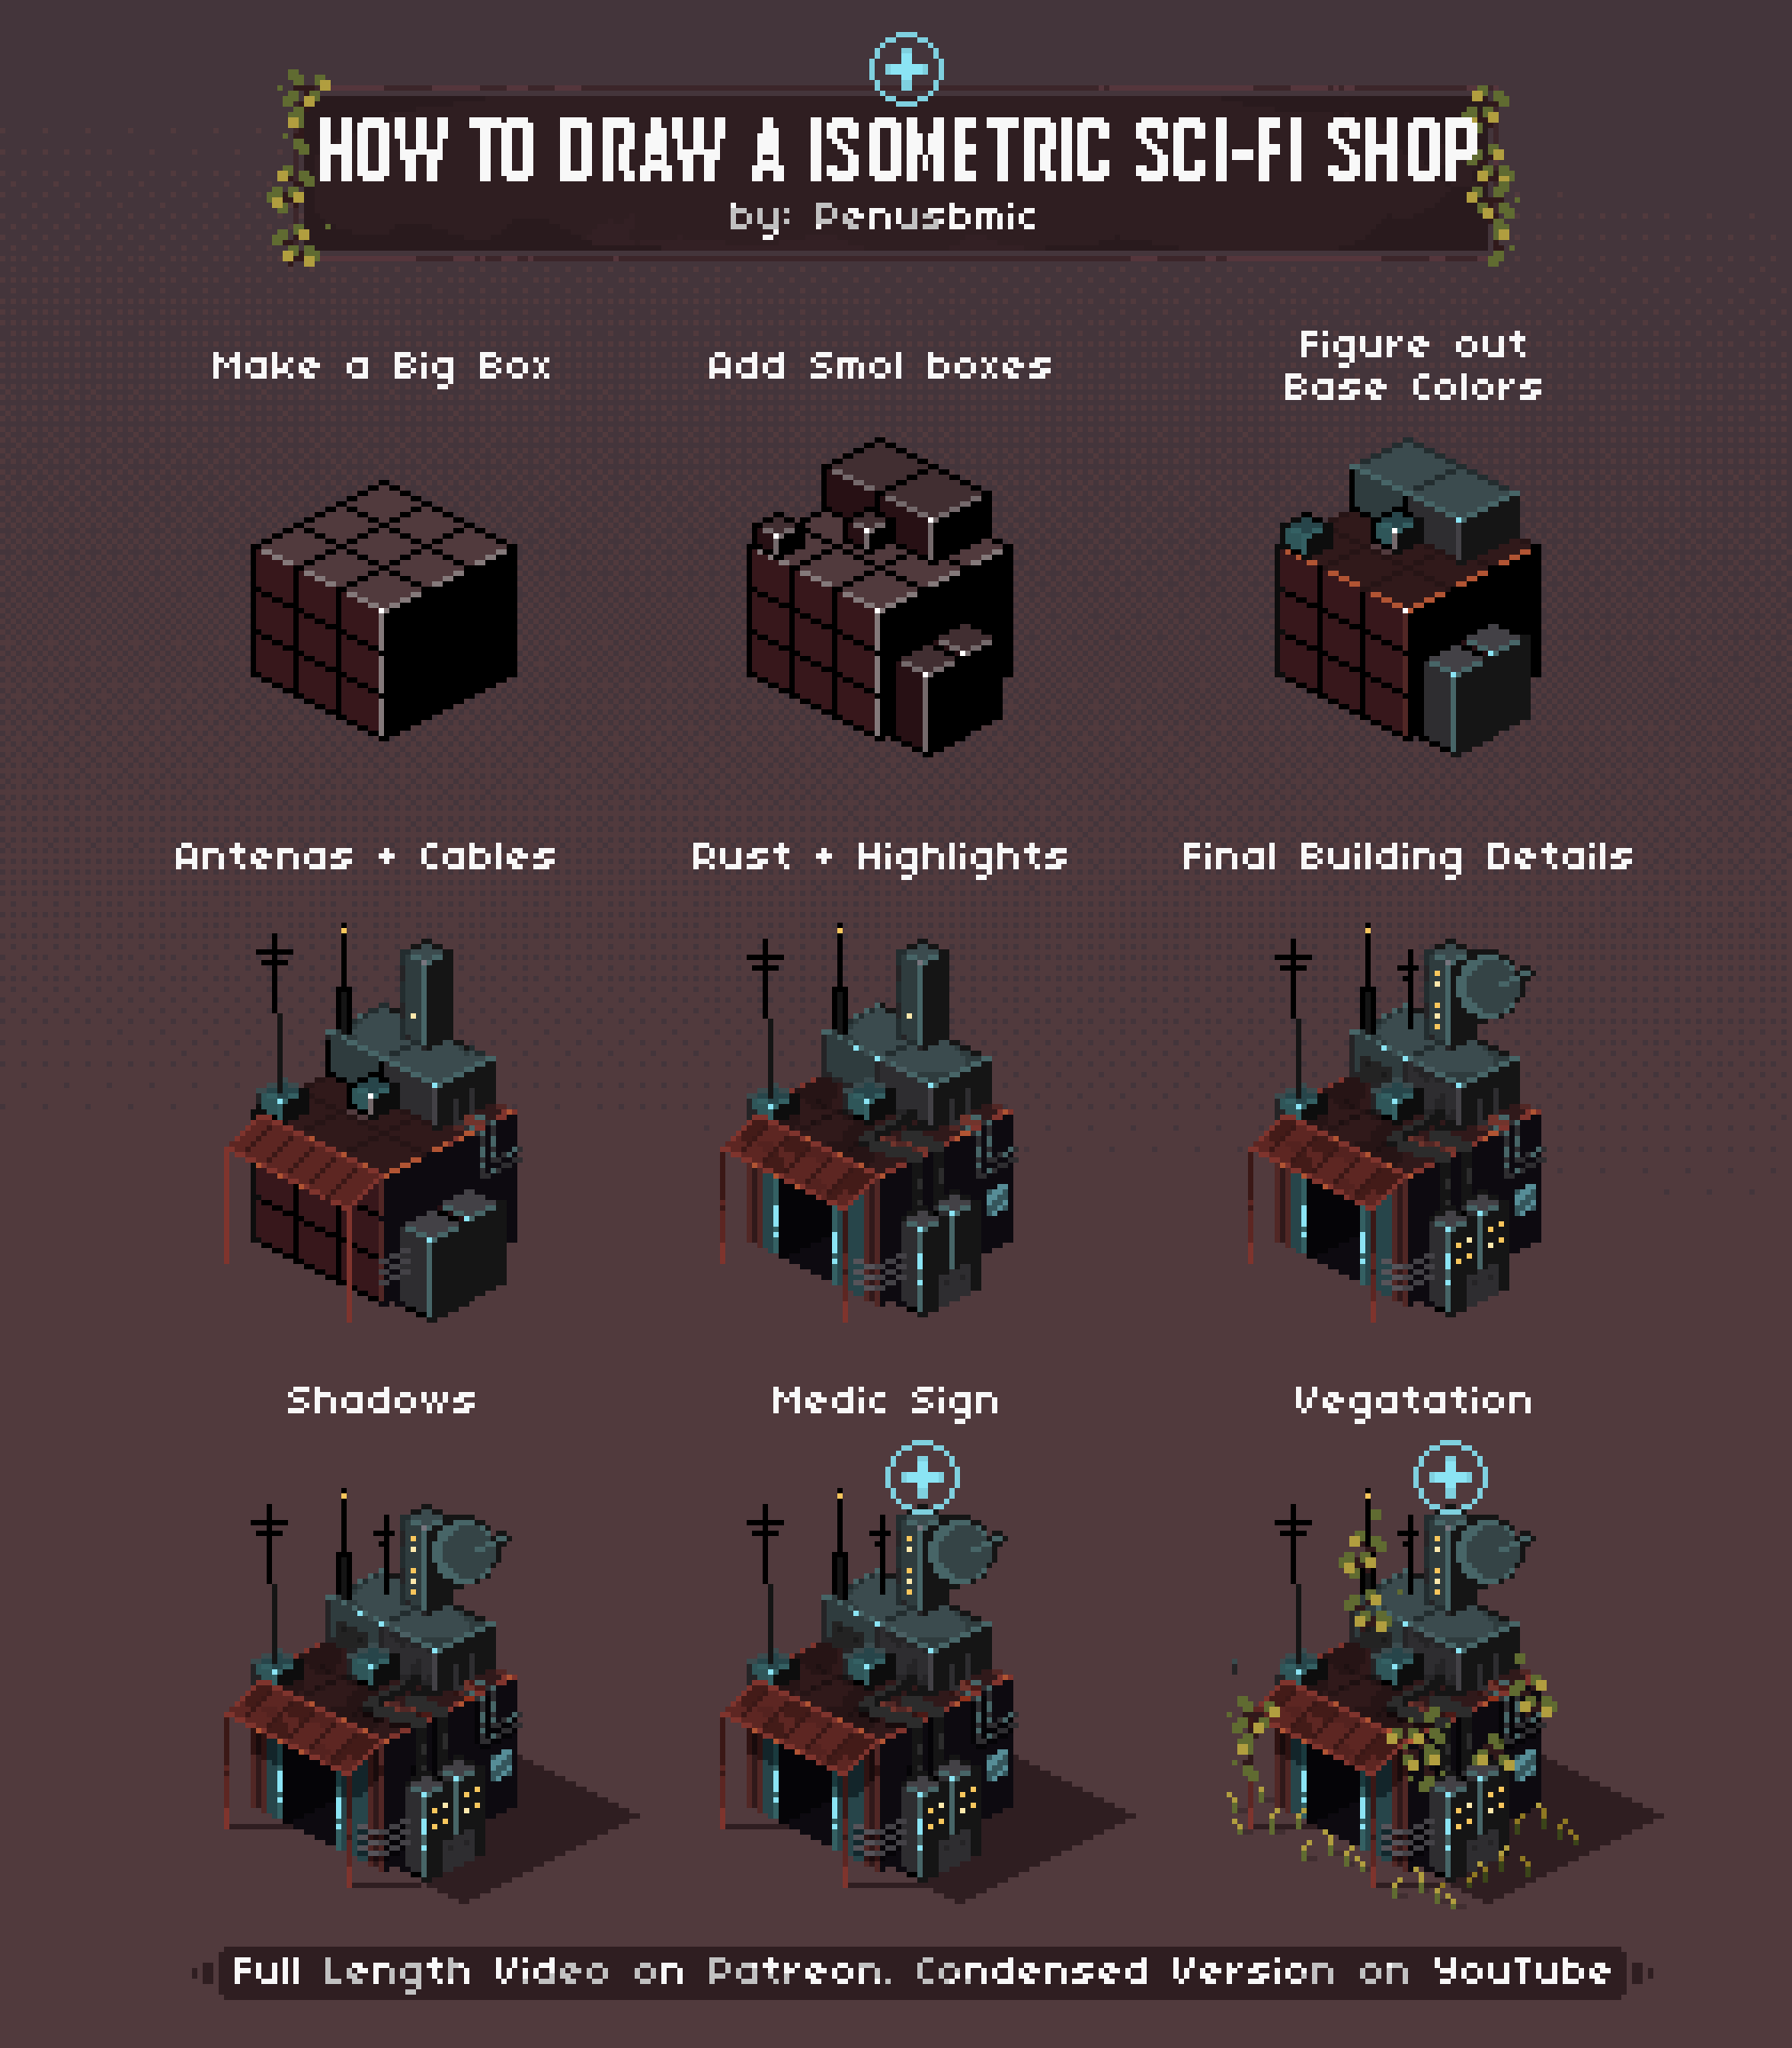 HOW TO DRAW A ISOMETRIC SCI-FI SHOP
by: Penusbmic
Make a Big Box
Add Smol boxes
Figure out
Base Colors
Antenas + Cables
Rust + Highlights
Final Building Details
Shadows
Medic Sign
Vegatation
Full Length Video on Patreon. Condensed Version on YouTube